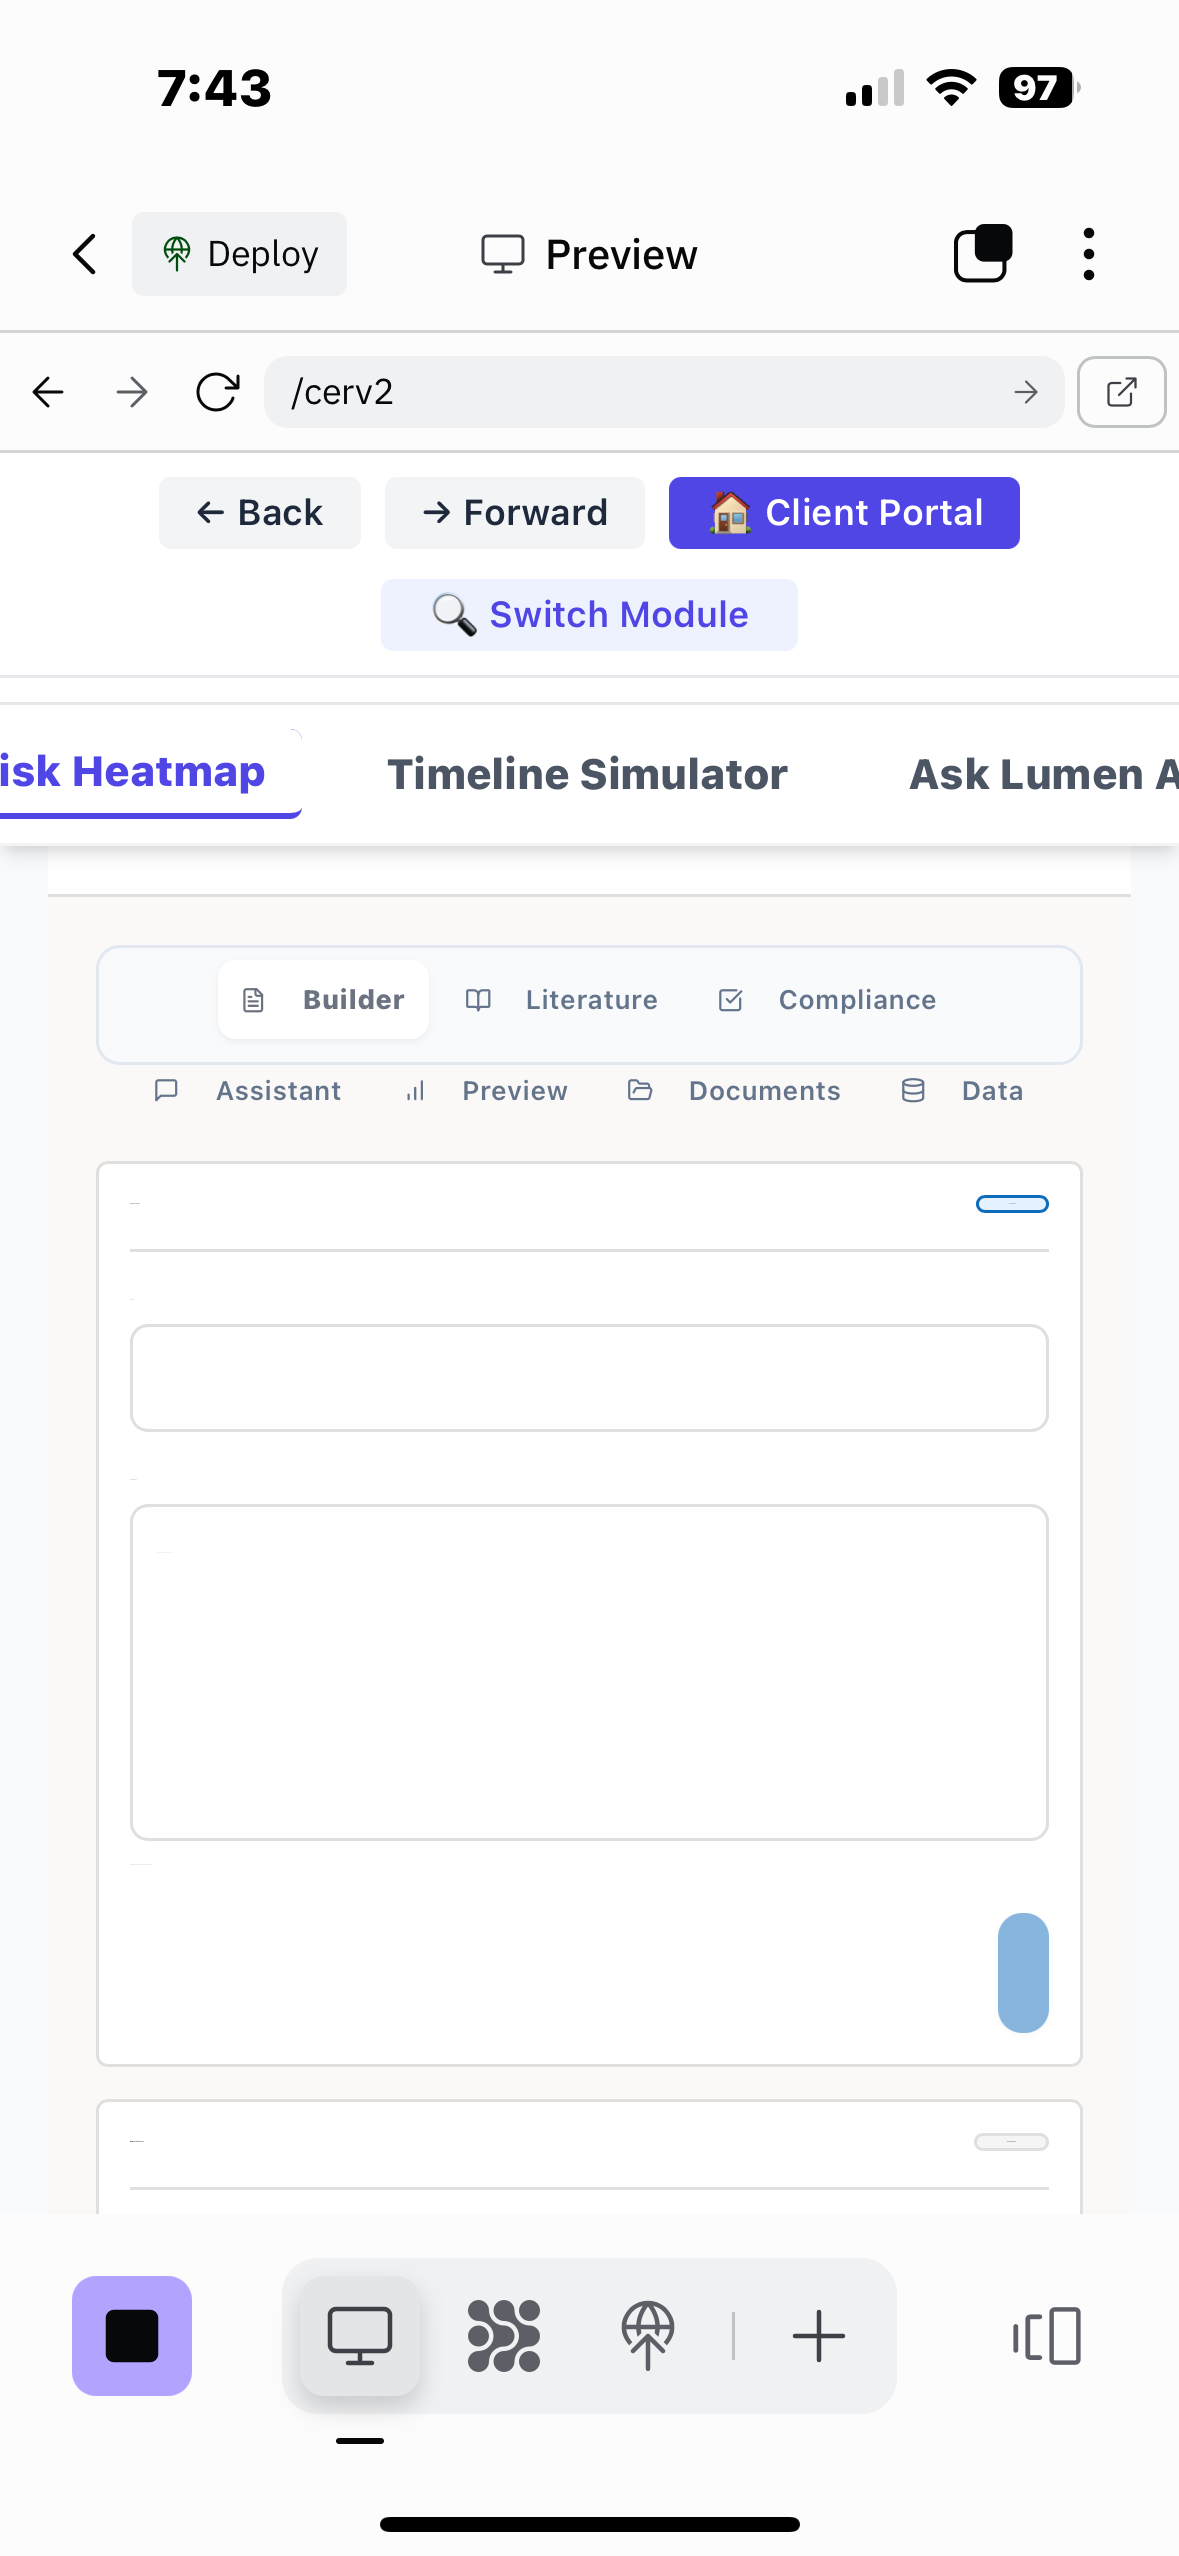 7:43
97
Deploy
Preview
/cerv2
← Back
→ Forward
🏠 Client Portal
🔍 Switch Module
isk Heatmap
Timeline Simulator
Ask Lumen A
Builder
Literature
Compliance
Assistant
Preview
Documents
Data